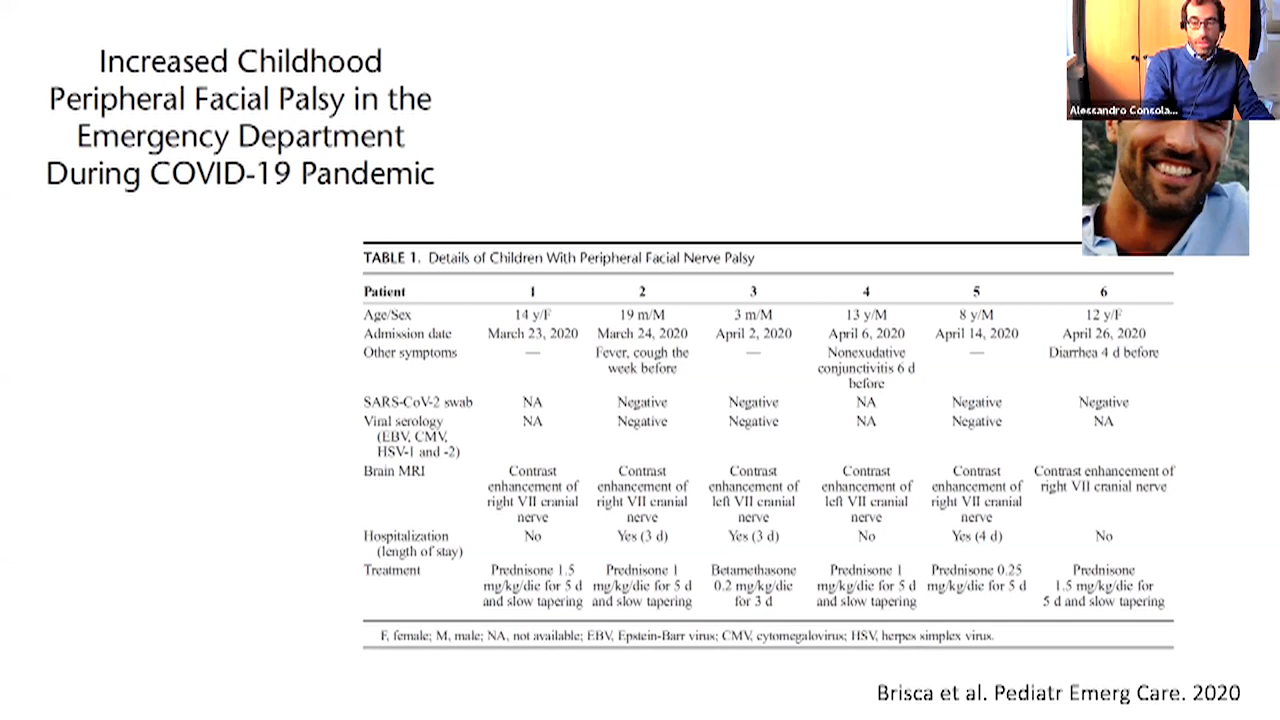 Increased Childhood
Peripheral Facial Palsy in the
Emergency Department
During COVID-19 Pandemic
Alessandro Consola...
TABLE 1. Details of Children With Peripheral Facial Nerve Palsy
Patient 1 2 3 4 5 6
Age/Sex 14 y/F 19 m/M 3 m/M 13 y/M 8 y/M 12 y/F
Admission date March 23, 2020 March 24, 2020 April 2, 2020 April 6, 2020 April 14, 2020 April 26, 2020
Other symptoms — Fever, cough the — Nonexudative — Diarrhea 4 d before
week before conjunctivitis 6 d
before
SARS-CoV-2 swab NA Negative Negative NA Negative Negative
Viral serology NA Negative Negative NA Negative NA
(EBV, CMV,
HSV-1 and -2)
Brain MRI Contrast Contrast Contrast Contrast Contrast Contrast enhancement of
enhancement of enhancement of enhancement of enhancement of enhancement of right VII cranial nerve
right VII cranial right VII cranial left VII cranial left VII cranial right VII cranial
nerve nerve nerve nerve nerve
Hospitalization No Yes (3 d) Yes (3 d) No Yes (4 d) No
(length of stay)
Treatment Prednisone 1.5 Prednisone 1 Betamethasone Prednisone 1 Prednisone 0.25 Prednisone
mg/kg/die for 5 d mg/kg/die for 5 d 0.2 mg/kg/die mg/kg/die for 5 d mg/kg/die for 5 d 1.5 mg/kg/die for
and slow tapering and slow tapering for 3 d and slow tapering 5 d and slow tapering
F, female; M, male; NA, not available; EBV, Epstein-Barr virus; CMV, cytomegalovirus; HSV, herpes simplex virus.
Brisca et al. Pediatr Emerg Care. 2020